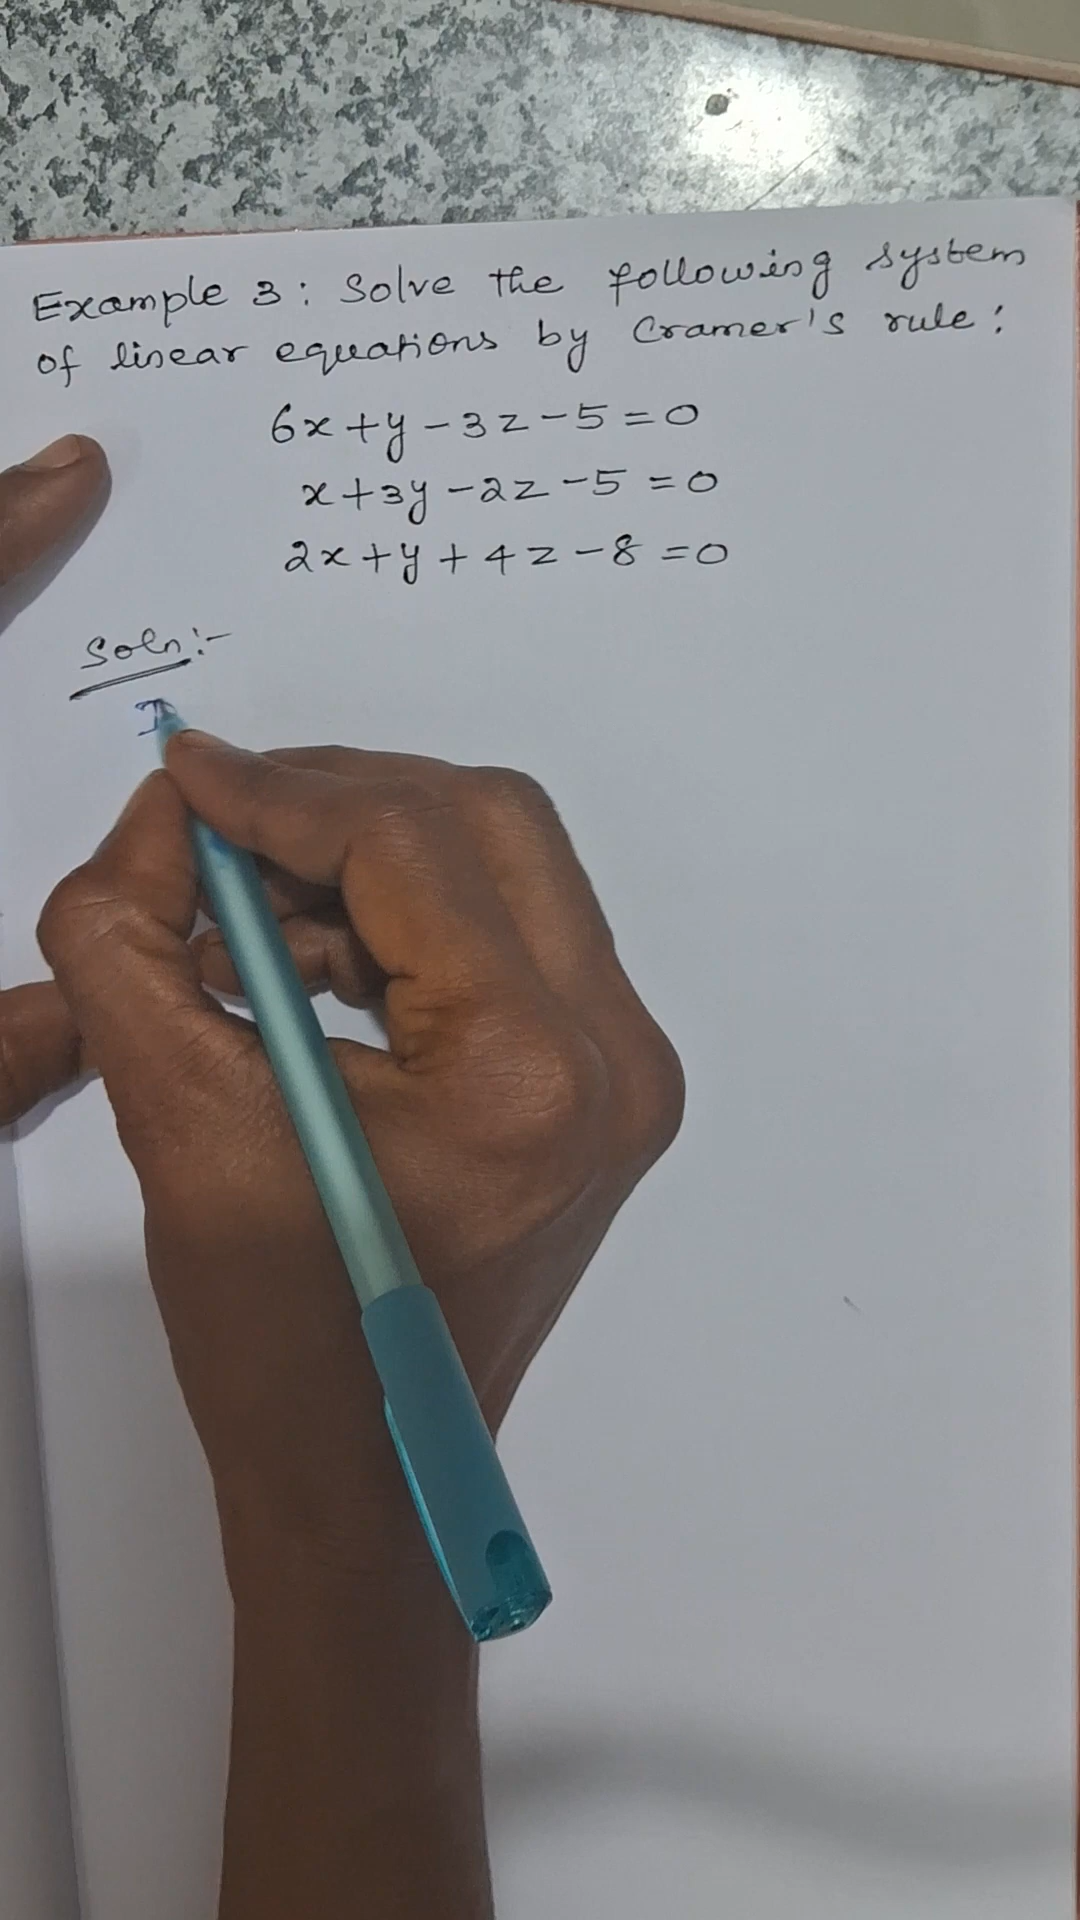 Example 3: Solve the following system
of linear equations by Cramer's rule:
6x+y-3z-5=0
x+3y-2z-5=0
2x+y+4z-8=0
Soln:-